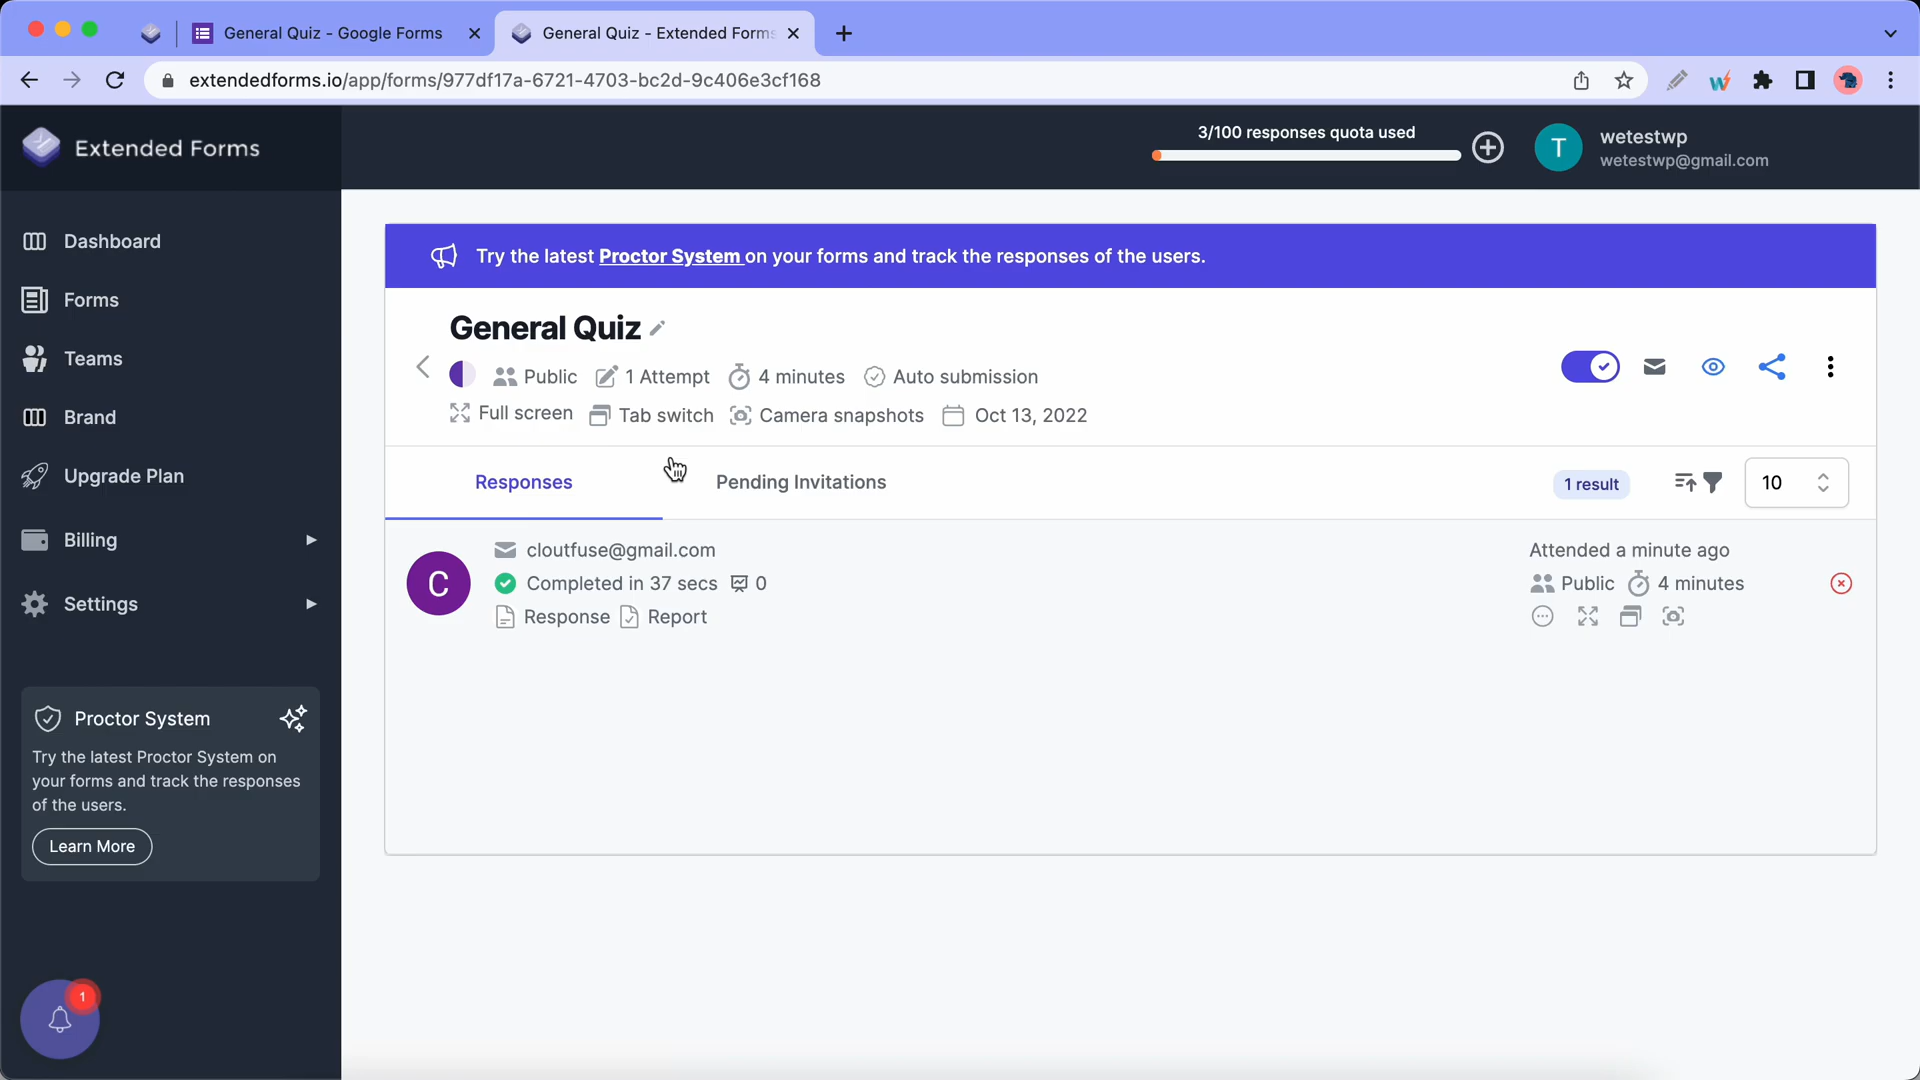 General Quiz - Google Forms
General Quiz - Extended Forms
extendedforms.io/app/forms/977df17a-6721-4703-bc2d-9c406e3cf168
Extended Forms
3/100 responses quota used
T
wetestwp
wetestwp@gmail.com
Dashboard
Forms
Teams
Brand
Upgrade Plan
Billing
Settings
Proctor System
Try the latest Proctor System on
your forms and track the responses
of the users.
Learn More
1
Try the latest Proctor System on your forms and track the responses of the users.
General Quiz
Public 1 Attempt 4 minutes Auto submission
Full screen Tab switch Camera snapshots Oct 13, 2022
Responses
Pending Invitations
1 result
10
C
cloutfuse@gmail.com
Completed in 37 secs 0
Response Report
Attended a minute ago
Public 4 minutes